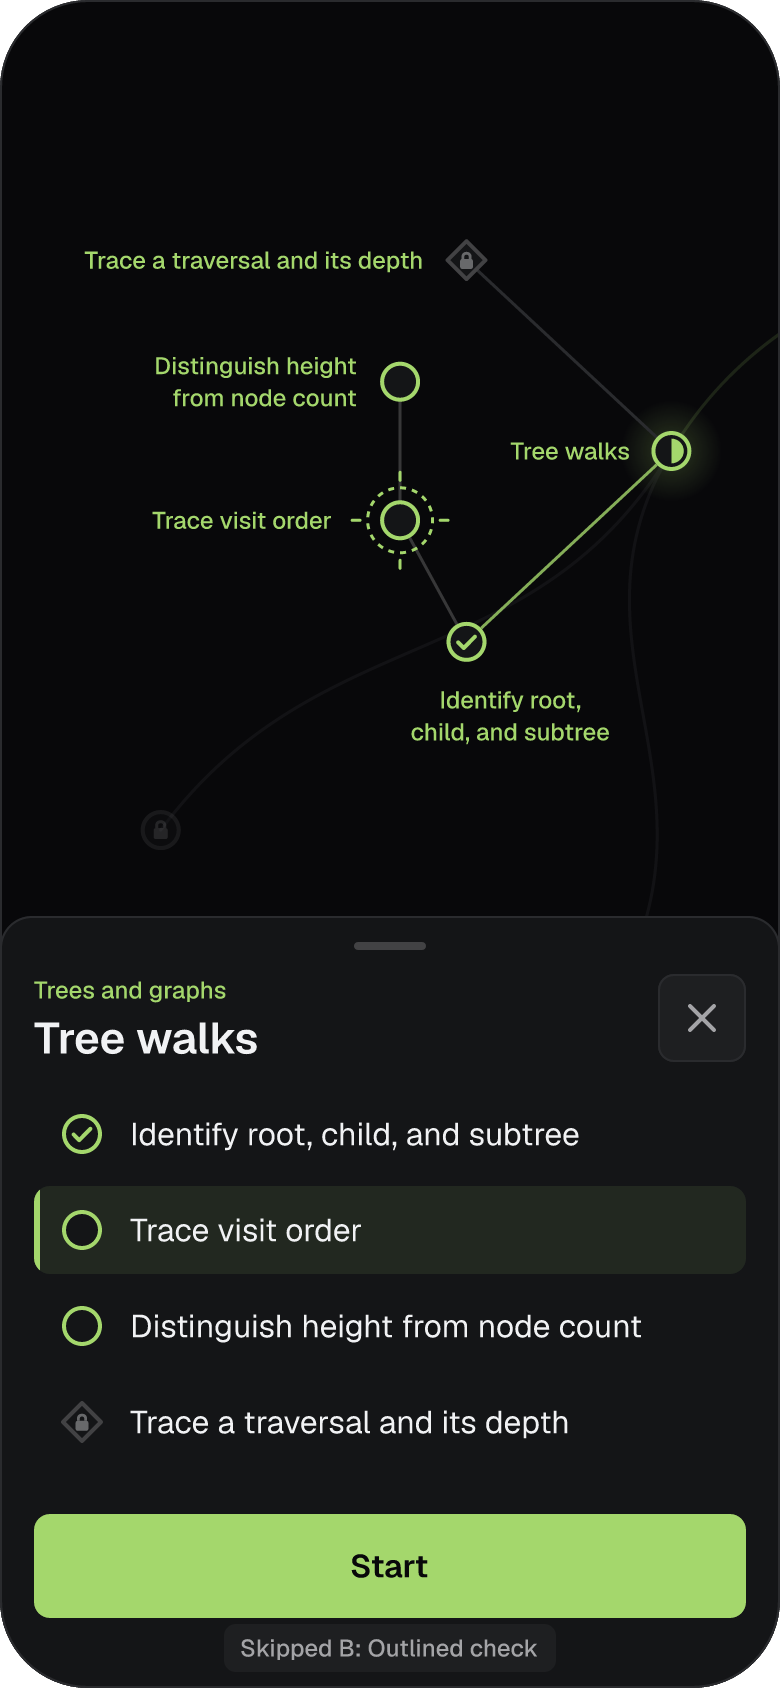 Trace a traversal and its depth
Distinguish height
from node count
Tree walks
Trace visit order
Identify root,
child, and subtree
Trees and graphs
Tree walks
Identify root, child, and subtree
Trace visit order
Distinguish height from node count
Trace a traversal and its depth
Start
Skipped B: Outlined check